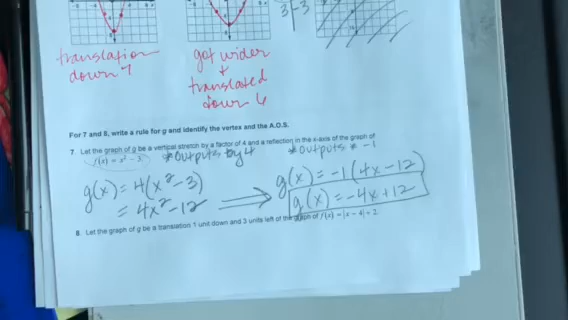 3 -3
translation
down 7
got wider
+
translated
down 6
For 7 and 8, write a rule for g and identify the vertex and the A.O.S.
7. Let the graph of g be a vertical stretch by a factor of 4 and a reflection in the x-axis of the graph of
f(x) = x² - 3
*outputs by 4
*outputs * -1
g(x) = 4(x² - 3)
= 4x² - 12
g(x) = -1(4x - 12)
g(x) = -4x + 12
8. Let the graph of g be a translation 1 unit down and 3 units left of the graph of f(x) = |x - 4| + 2